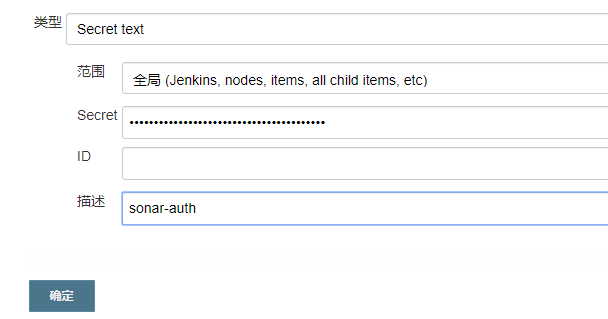 类型 Secret text
范围 全局 (Jenkins, nodes, items, all child items, etc)
Secret ••••••••••••••••••••••••••••••••••••••••
ID
描述 sonar-auth
确定